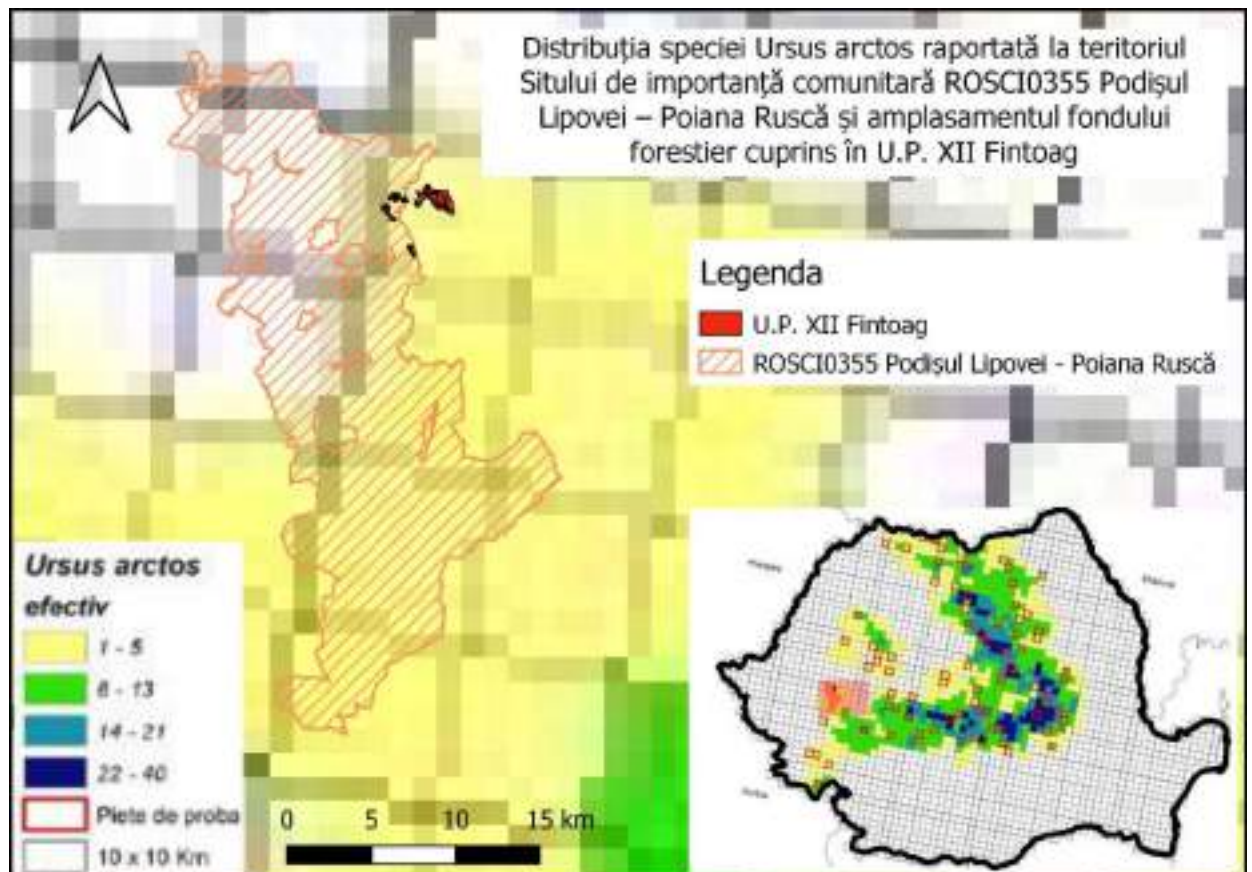 Distribuția speciei Ursus arctos raportată la teritoriul
Sitului de importanță comunitară ROSCI0355 Podișul
Lipovei – Poiana Ruscă și amplasamentul fondului
forestier cuprins în U.P. XII Fintoag
Legenda
U.P. XII Fintoag
ROSCI0355 Podișul Lipovei - Poiana Ruscă
Ursus arctos
efectiv
1 - 5
6 - 13
14 - 21
22 - 40
Piete de proba
10 x 10 Km
0 5 10 15 km